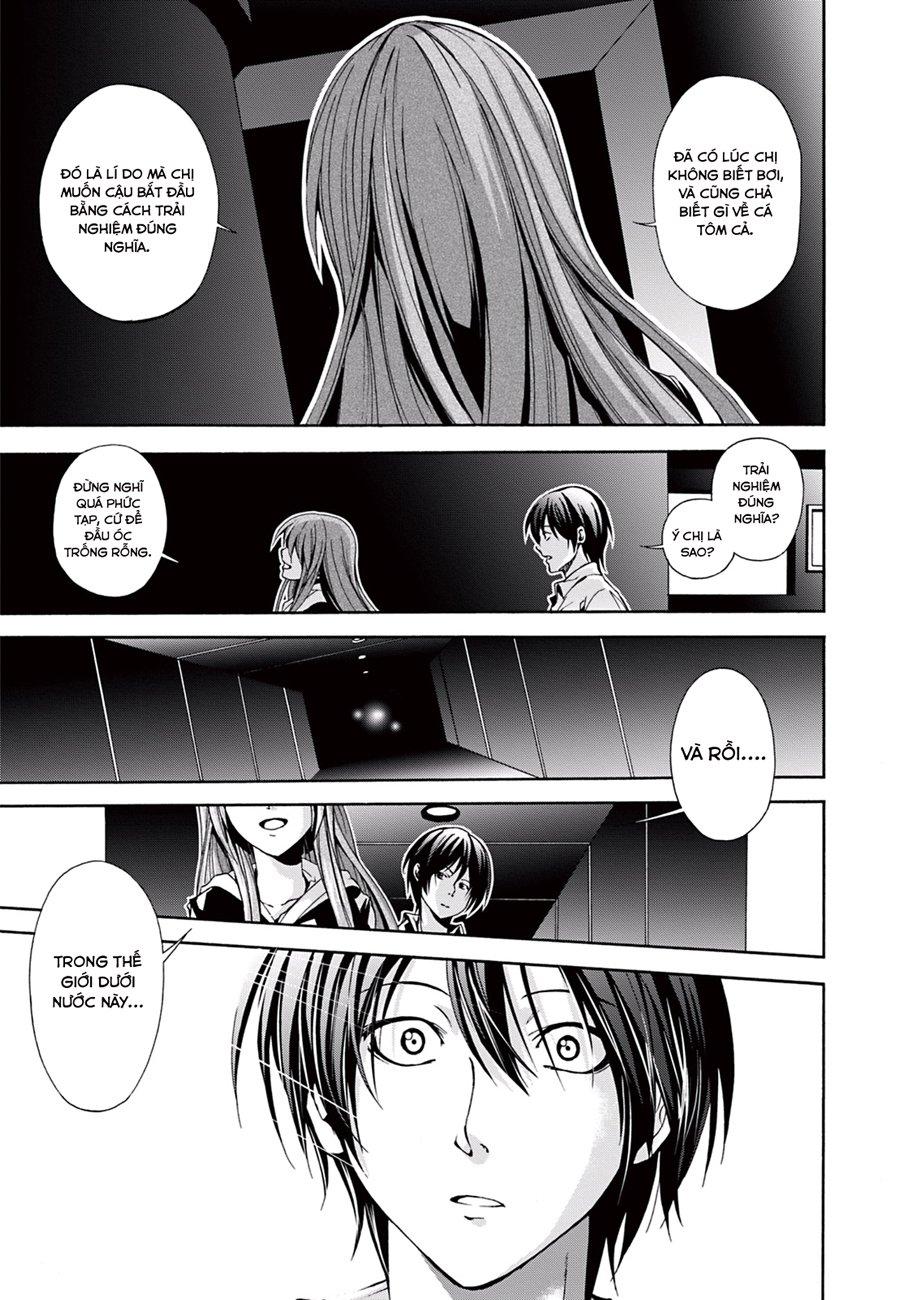 ĐÃ CÓ LÚC CHỊ
KHÔNG BIẾT BƠI,
VÀ CŨNG CHẢ
BIẾT GÌ VỀ CÁ
TÔM CẢ.
ĐÓ LÀ LÍ DO MÀ CHỊ
MUỐN CẬU BẮT ĐẦU
BẰNG CÁCH TRẢI
NGHIỆM ĐÚNG
NGHĨA.
TRẢI
NGHIỆM
ĐÚNG
NGHĨA?
Ý CHỊ LÀ
SAO?
ĐỪNG NGHĨ
QUÁ PHỨC
TẠP, CỨ ĐỂ
ĐẦU ÓC
TRỐNG RỖNG.
VÀ RỒI....
TRONG THẾ
GIỚI DƯỚI
NƯỚC NÀY...